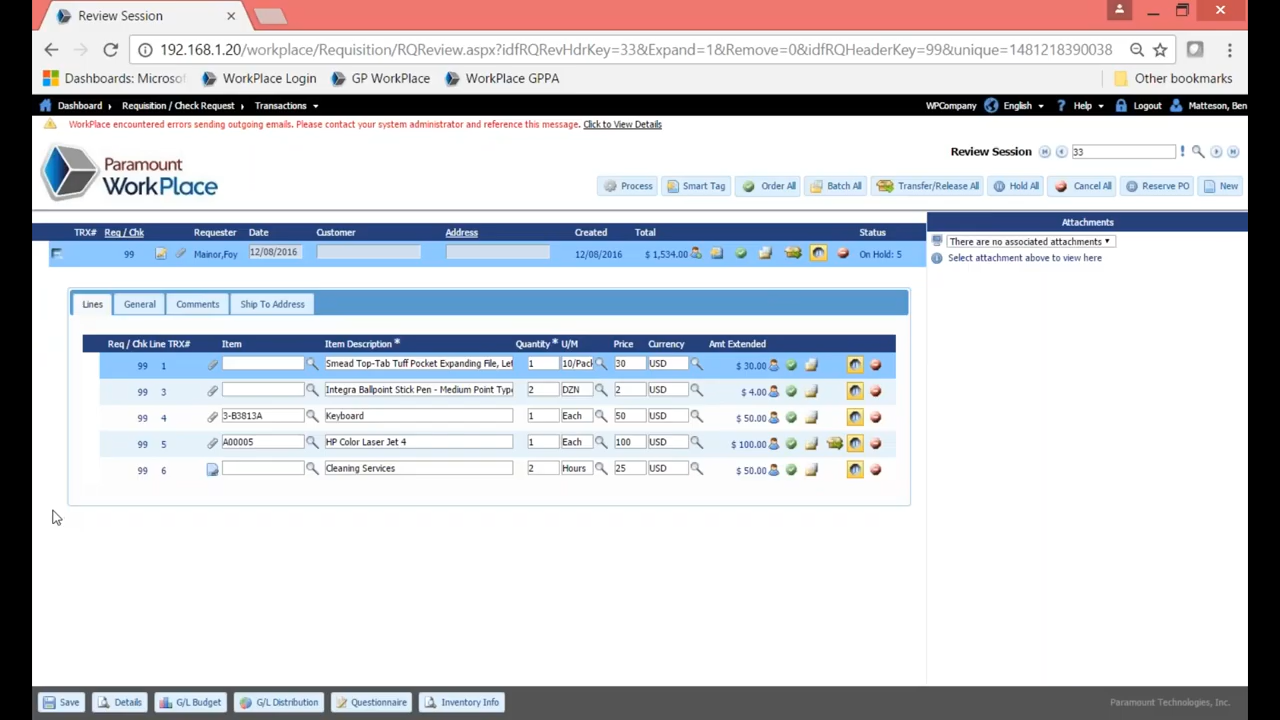 Review Session
192.168.1.20/workplace/Requisition/RQReview.aspx?idfRQRevHdrKey=33&Expand=1&Remove=0&idfRQHeaderKey=99&unique=1481218390038
Dashboards: Microsof WorkPlace Login GP WorkPlace WorkPlace GPPA Other bookmarks
Dashboard Requisition / Check Request Transactions WPCompany English Help Logout Matteson, Ben
WorkPlace encountered errors sending outgoing emails. Please contact your system administrator and reference this message. Click to View Details
Review Session 33
Paramount
WorkPlace
Process Smart Tag Order All Batch All Transfer/Release All Hold All Cancel All Reserve PO New
Attachments
TRX# Req / Chk Requester Date Customer Address Created Total Status
There are no associated attachments
99 Mainor,Foy 12/08/2016 12/08/2016 $ 1,534.00 On Hold: 5
Select attachment above to view here
Lines General Comments Ship To Address
Req / Chk Line TRX# Item Item Description * Quantity * U/M Price Currency Amt Extended
99 1 Smead Top-Tab Tuff Pocket Expanding File, Let 1 10/Pack 30 USD $ 30.00
99 3 Integra Ballpoint Stick Pen - Medium Point Type 2 DZN 2 USD $ 4.00
99 4 3-B3813A Keyboard 1 Each 50 USD $ 50.00
99 5 A00005 HP Color Laser Jet 4 1 Each 100 USD $ 100.00
99 6 Cleaning Services 2 Hours 25 USD $ 50.00
Save Details G/L Budget G/L Distribution Questionnaire Inventory Info Paramount Technologies, Inc.